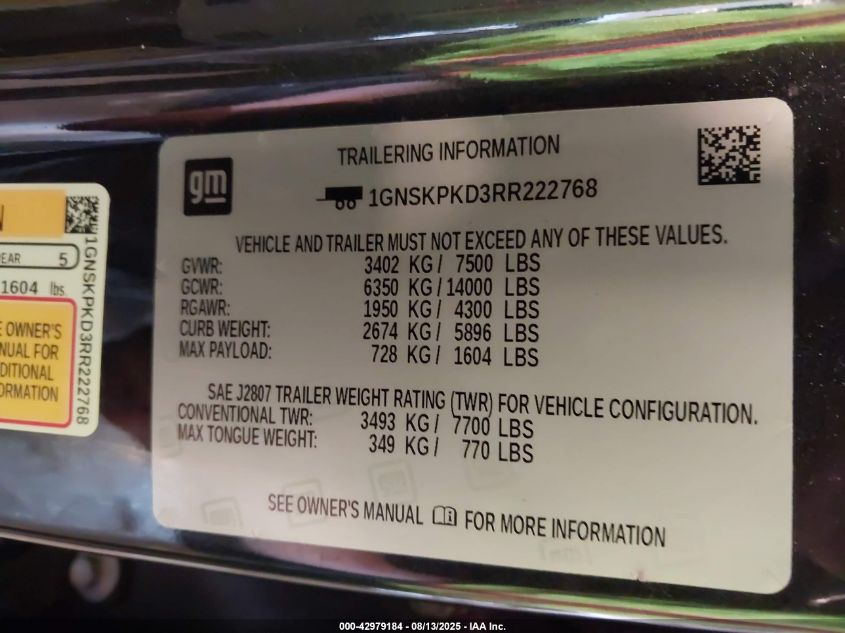 gm
TRAILERING INFORMATION
1GNSKPKD3RR222768
VEHICLE AND TRAILER MUST NOT EXCEED ANY OF THESE VALUES.
GVWR: 3402 KG / 7500 LBS
GCWR: 6350 KG / 14000 LBS
RGAWR: 1950 KG / 4300 LBS
CURB WEIGHT: 2674 KG / 5896 LBS
MAX PAYLOAD: 728 KG / 1604 LBS
SAE J2807 TRAILER WEIGHT RATING (TWR) FOR VEHICLE CONFIGURATION.
CONVENTIONAL TWR: 3493 KG / 7700 LBS
MAX TONGUE WEIGHT: 349 KG / 770 LBS
SEE OWNER'S MANUAL FOR MORE INFORMATION
5
1604 lbs.
OWNER'S
FOR
1GNSKPKD3RR222768
000-42979184 - 08/13/2025 - IAA Inc.